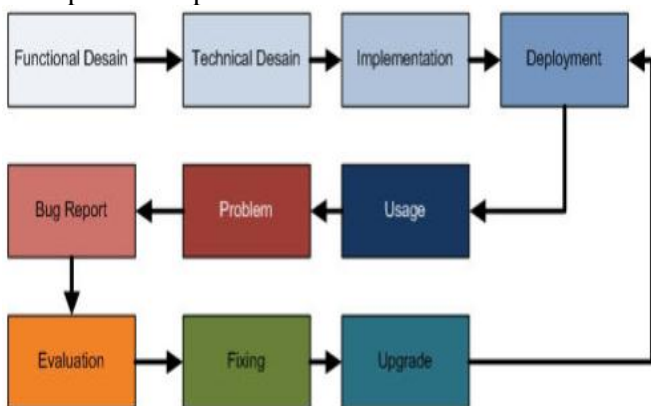 Functional Desain
Technical Desain
Implementation
Deployment
Bug Report
Problem
Usage
Evaluation
Fixing
Upgrade